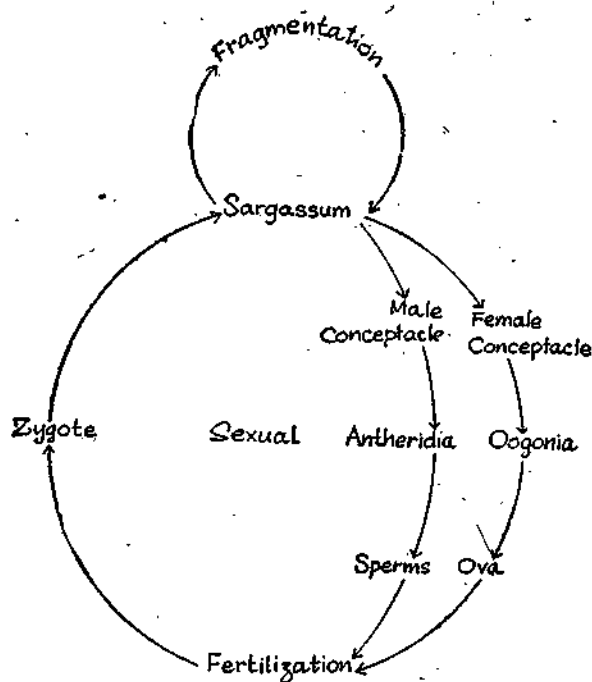 Fragmentation
Sargassum
Male
Conceptacle
Female
Conceptacle
Zygote
Sexual
Antheridia
Oogonia
Sperms
Ova
Fertilization